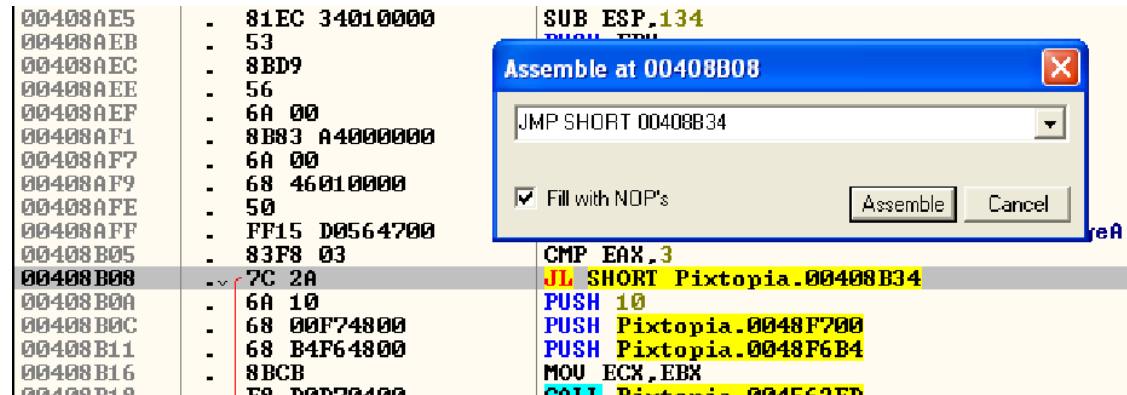 00408AE5 . 81EC 34010000 SUB ESP,134
00408AEB . 53
00408AEC . 8BD9
00408AEE . 56
00408AEF . 6A 00
00408AF1 . 8B83 A4000000
00408AF7 . 6A 00
00408AF9 . 68 46010000
00408AFE . 50
00408AFF . FF15 D0564700 reA
00408B05 . 83F8 03 CMP EAX,3
00408B08 . 7C 2A JL SHORT Pixtopia.00408B34
00408B0A . 6A 10 PUSH 10
00408B0C . 68 00F74800 PUSH Pixtopia.0048F700
00408B11 . 68 B4F64800 PUSH Pixtopia.0048F6B4
00408B16 . 8BCB MOV ECX,EBX
Assemble at 00408B08
JMP SHORT 00408B34
Fill with NOP's
Assemble Cancel